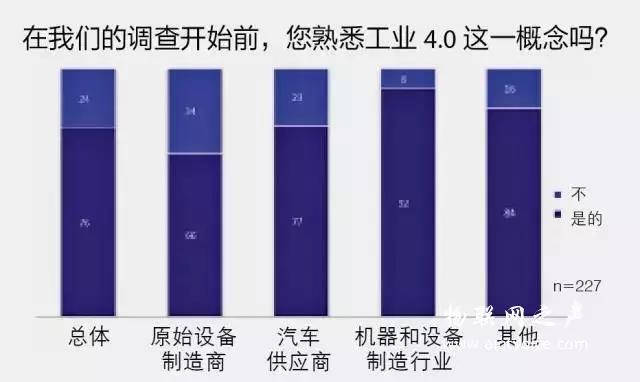 在我们的调查开始前，您熟悉工业 4.0 这一概念吗？
24
34
23
8
16
76
66
77
84
不
是的
n=227
总体
原始设备
制造商
汽车
供应商
机器和设备
制造行业
其他
物联网之声